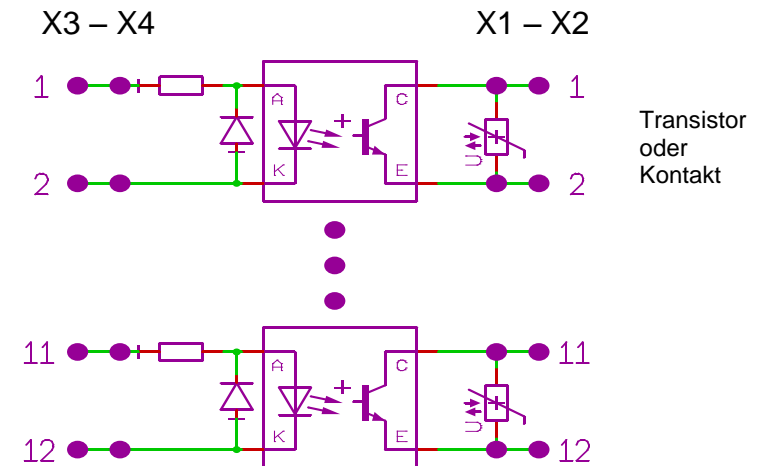 X3 – X4 X1 – X2
1 A C 1
+
Transistor
oder
Kontakt
U
2 K E 2
11 A C 11
+
U
12 K E 12